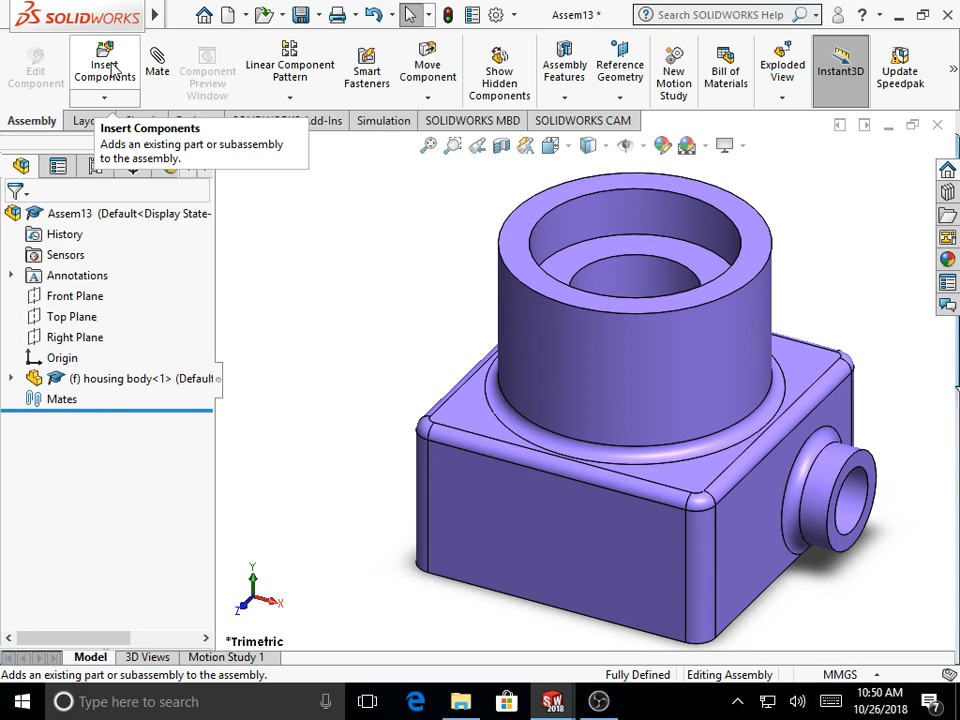 SOLIDWORKS
Assem13 *
Search SOLIDWORKS Help
Edit
Component
Insert
Components
Mate
Component
Preview
Window
Linear Component
Pattern
Smart
Fasteners
Move
Component
Show
Hidden
Components
Assembly
Features
Reference
Geometry
New
Motion
Study
Bill of
Materials
Exploded
View
Instant3D
Update
Speedpak
Assembly
SOLIDWORKS Add-Ins
Simulation
SOLIDWORKS MBD
SOLIDWORKS CAM
Insert Components
Adds an existing part or subassembly
to the assembly.
Assem13 (Default<Display State-
History
Sensors
Annotations
Front Plane
Top Plane
Right Plane
Origin
(f) housing body<1> (Default
Mates
Y
X
Z
*Trimetric
Model
3D Views
Motion Study 1
Adds an existing part or subassembly to the assembly.
Fully Defined
Editing Assembly
MMGS
Type here to search
SW
2018
10:50 AM
10/26/2018
7